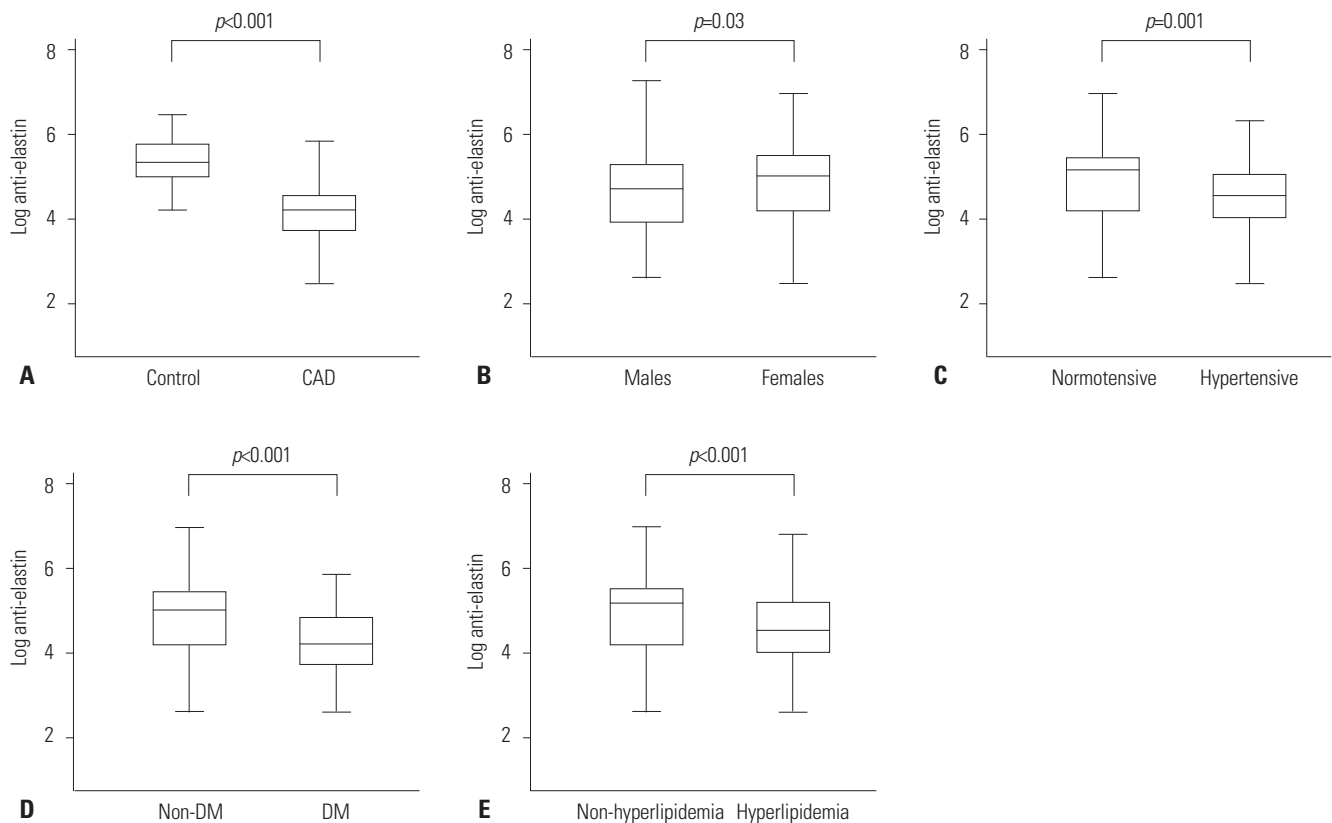 p<0.001
8
6
4
2
Log anti-elastin
Control CAD
A
p=0.03
8
6
4
2
Log anti-elastin
Males Females
B
p=0.001
8
6
4
2
Log anti-elastin
Normotensive Hypertensive
C
p<0.001
8
6
4
2
Log anti-elastin
Non-DM DM
D
p<0.001
8
6
4
2
Log anti-elastin
Non-hyperlipidemia Hyperlipidemia
E